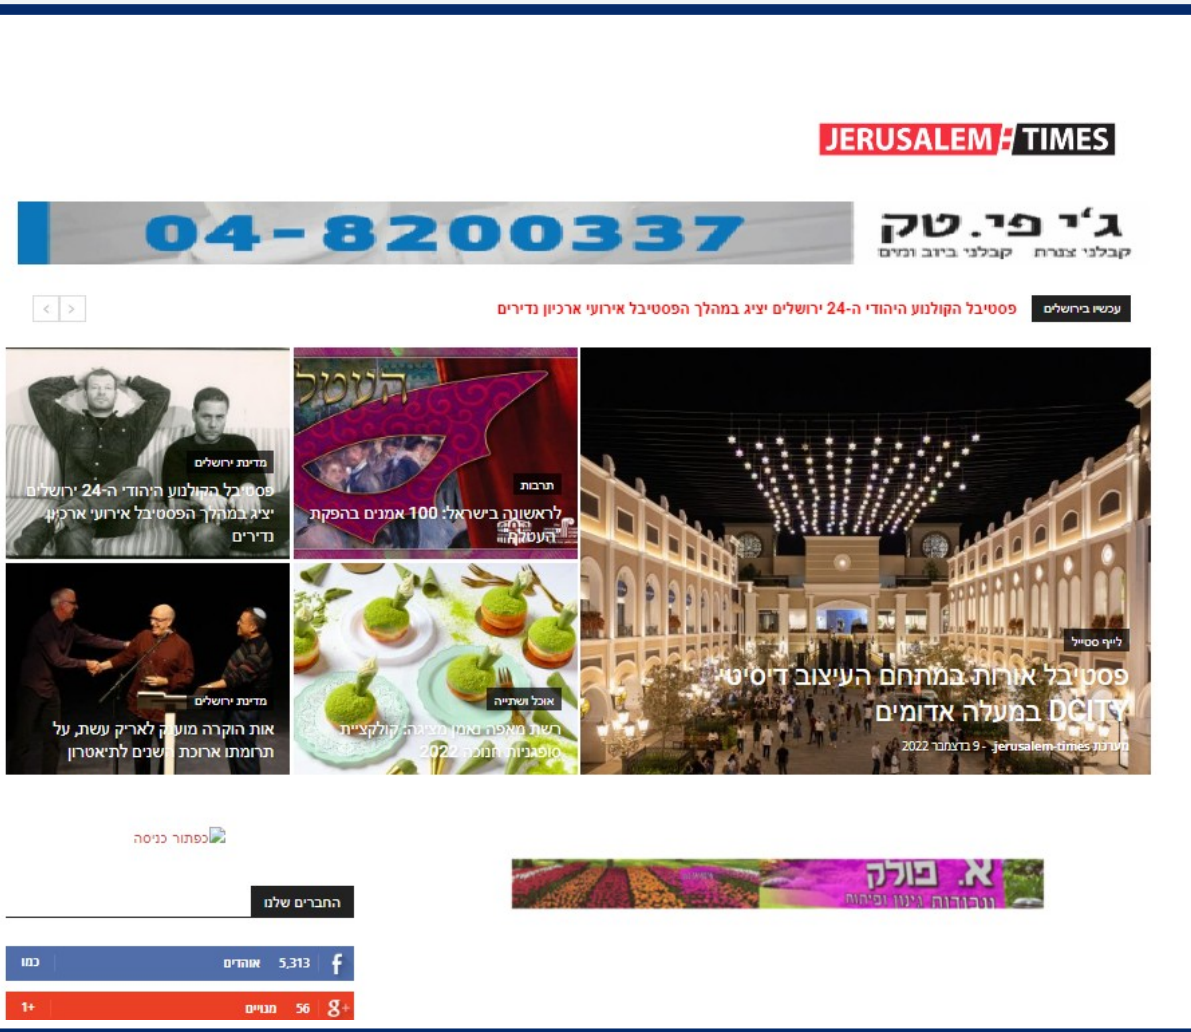 JERUSALEM TIMES
ג'י פי. טק
קבלני צנרת קבלני ביוב ומים
04-8200337
עכשיו בירושלים
פסטיבל הקולנוע היהודי ה-24 ירושלים יציג במהלך הפסטיבל אירועי ארכיון נדירים
לייף סטייל
פסטיבל אורות במתחם העיצוב דיסיטי
DCITY במעלה אדומים
מערכת jerusalem-times. - 9 בדצמבר 2022
העטל
תרבות
לראשונה בישראל: 100 אמנים בהפקת
"העטלף"
מדינת ירושלים
פסטיבל הקולנוע היהודי ה-24 ירושלים
יציג במהלך הפסטיבל אירועי ארכיון
נדירים
אוכל ושתייה
רשת מאפה נאמן מציגה: קולקציית
סופגניות חנוכה 2022
מדינת ירושלים
אות הוקרה מוענק לאריק עשת, על
תרומתו ארוכת השנים לתיאטרון
כפתור כניסה
א. פולק
עבודות גינון ופיתוח
החברים שלנו
5,313 אוהדים
כמו
56 מנויים
+1